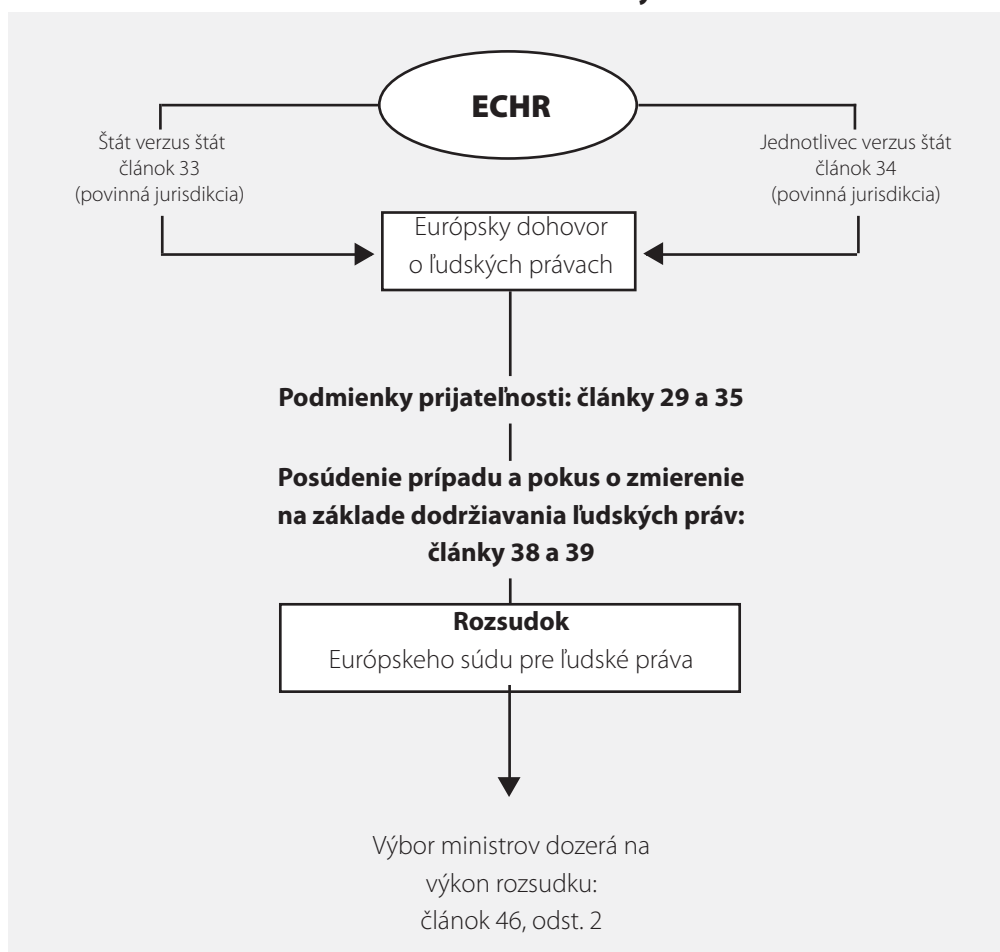 ECHR
Štát verzus štát
článok 33
(povinná jurisdikcia)
Jednotlivec verzus štát
článok 34
(povinná jurisdikcia)
Európsky dohovor
o ľudských právach
Podmienky prijateľnosti: články 29 a 35
Posúdenie prípadu a pokus o zmierenie
na základe dodržiavania ľudských práv:
články 38 a 39
Rozsudok
Európskeho súdu pre ľudské práva
Výbor ministrov dozerá na
výkon rozsudku:
článok 46, odst. 2